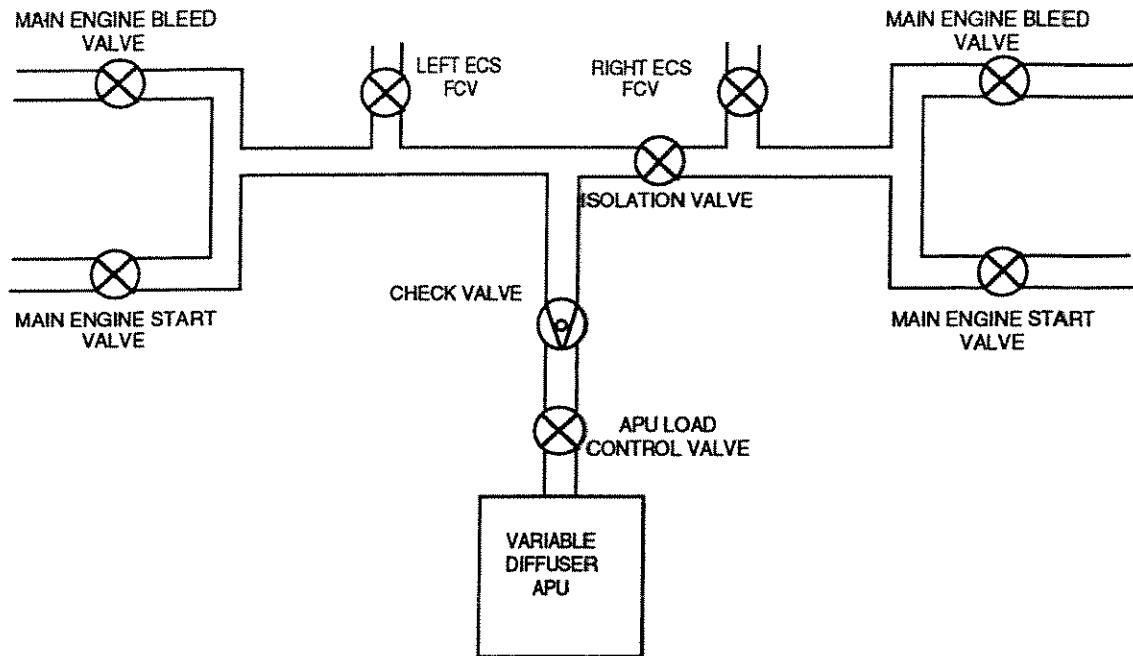 MAIN ENGINE BLEED
VALVE
LEFT ECS
FCV
RIGHT ECS
FCV
MAIN ENGINE BLEED
VALVE
ISOLATION VALVE
CHECK VALVE
MAIN ENGINE START
VALVE
MAIN ENGINE START
VALVE
APU LOAD
CONTROL VALVE
VARIABLE
DIFFUSER
APU